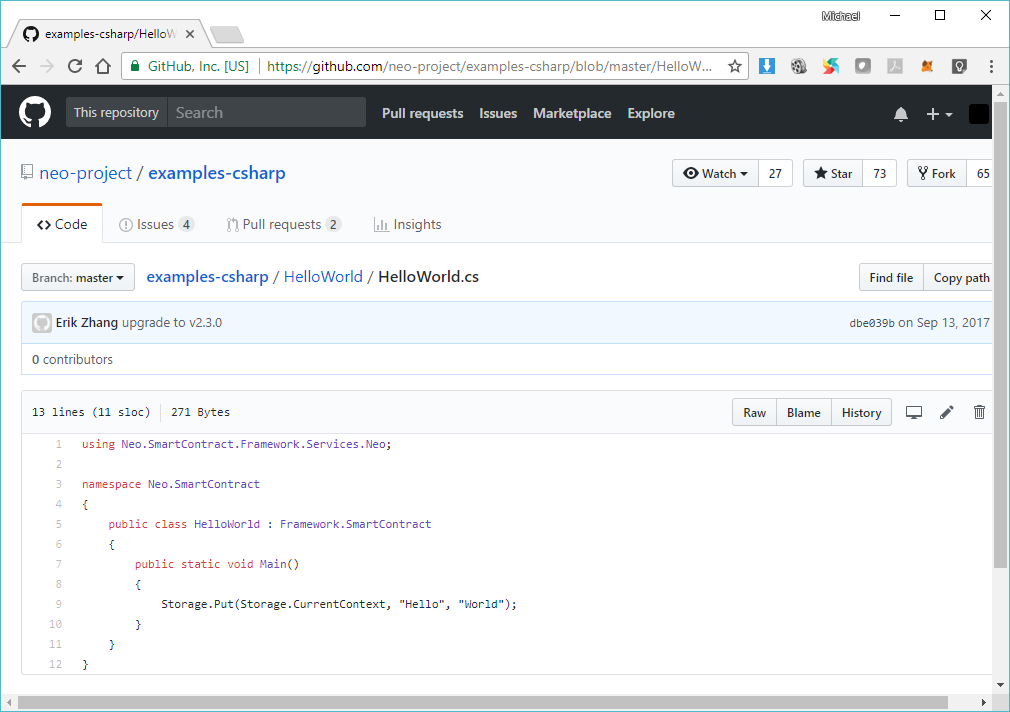 Michael
examples-csharp/HelloW
GitHub, Inc. [US] https://github.com/neo-project/examples-csharp/blob/master/HelloW...
This repository Search Pull requests Issues Marketplace Explore
neo-project / examples-csharp Watch 27 Star 73 Fork 65
Code Issues 4 Pull requests 2 Insights
Branch: master examples-csharp / HelloWorld / HelloWorld.cs Find file Copy path
Erik Zhang upgrade to v2.3.0 dbe039b on Sep 13, 2017
0 contributors
13 lines (11 sloc) 271 Bytes Raw Blame History
1 using Neo.SmartContract.Framework.Services.Neo;
2
3 namespace Neo.SmartContract
4 {
5 public class HelloWorld : Framework.SmartContract
6 {
7 public static void Main()
8 {
9 Storage.Put(Storage.CurrentContext, "Hello", "World");
10 }
11 }
12 }